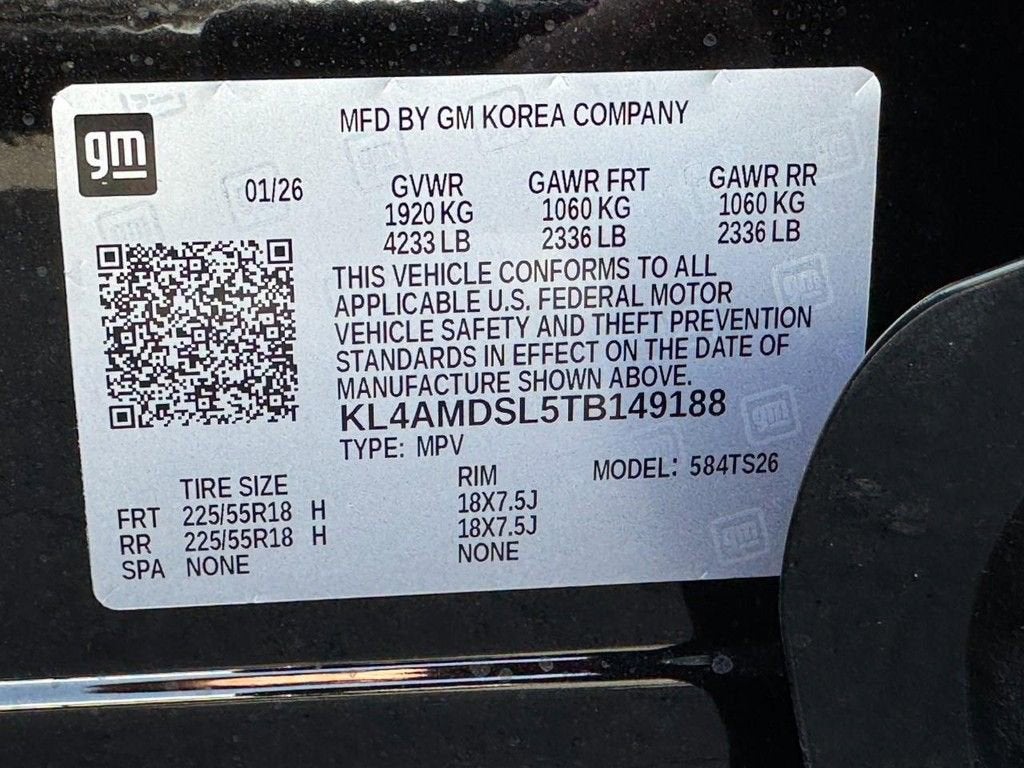 gm
MFD BY GM KOREA COMPANY
01/26
GVWR GAWR FRT GAWR RR
1920 KG 1060 KG 1060 KG
4233 LB 2336 LB 2336 LB
THIS VEHICLE CONFORMS TO ALL
APPLICABLE U.S. FEDERAL MOTOR
VEHICLE SAFETY AND THEFT PREVENTION
STANDARDS IN EFFECT ON THE DATE OF
MANUFACTURE SHOWN ABOVE.
KL4AMDSL5TB149188
TYPE: MPV
MODEL: 584TS26
TIRE SIZE RIM
FRT 225/55R18 H 18X7.5J
RR 225/55R18 H 18X7.5J
SPA NONE NONE